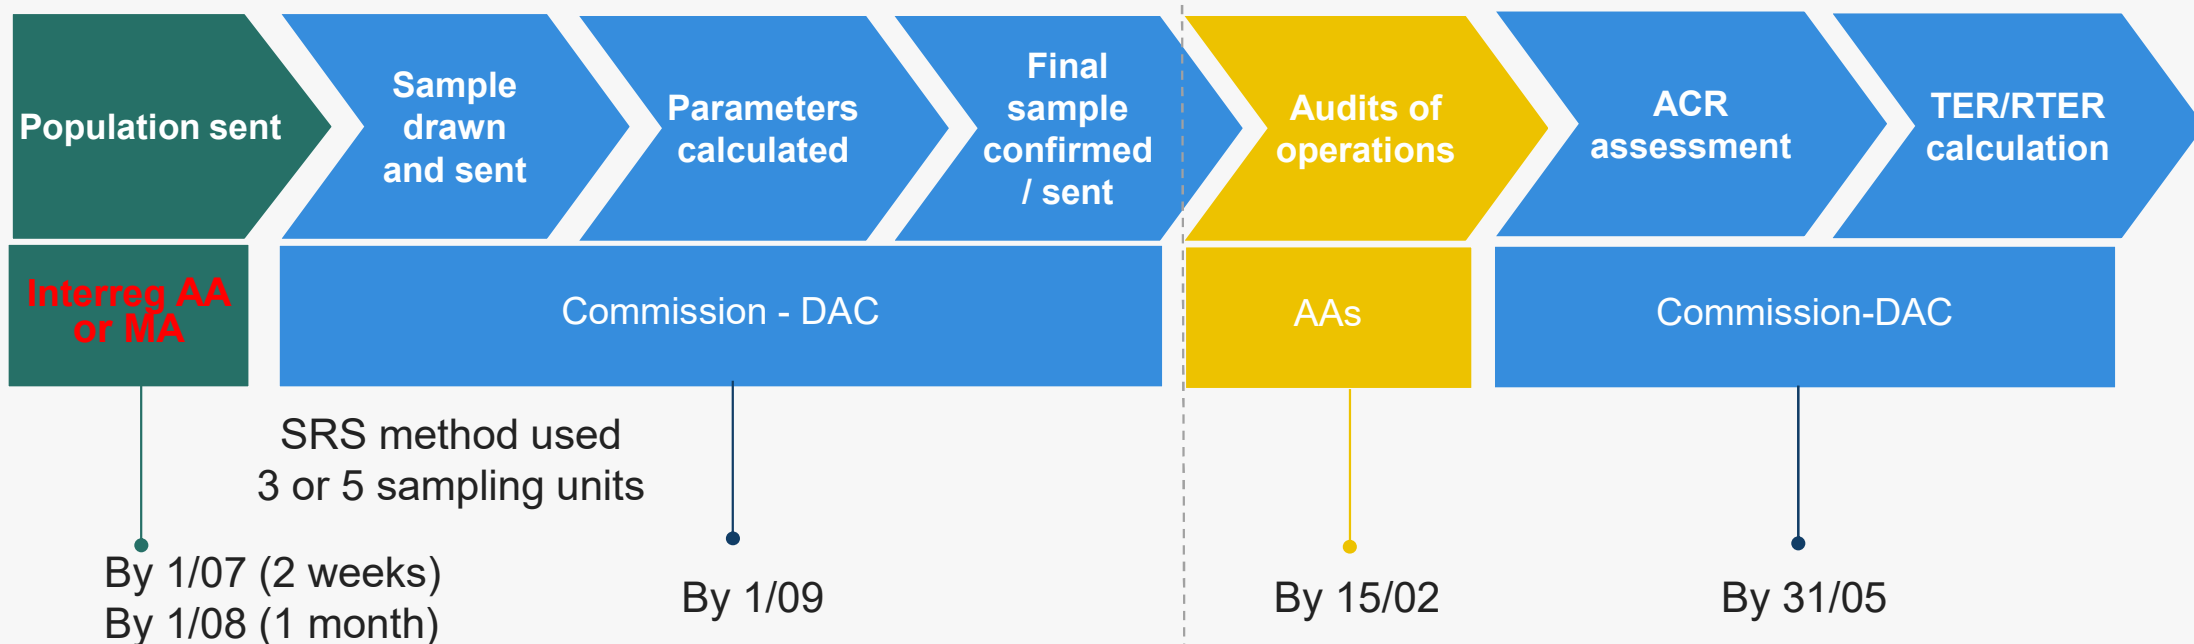 Population sent
Sample
drawn
and sent
Parameters
calculated
Final
sample
confirmed
/ sent
Audits of
operations
ACR
assessment
TER/RTER
calculation
Interreg AA
or MA
Commission - DAC
AAs
Commission-DAC
SRS method used
3 or 5 sampling units
By 1/07 (2 weeks)
By 1/08 (1 month)
By 1/09
By 15/02
By 31/05